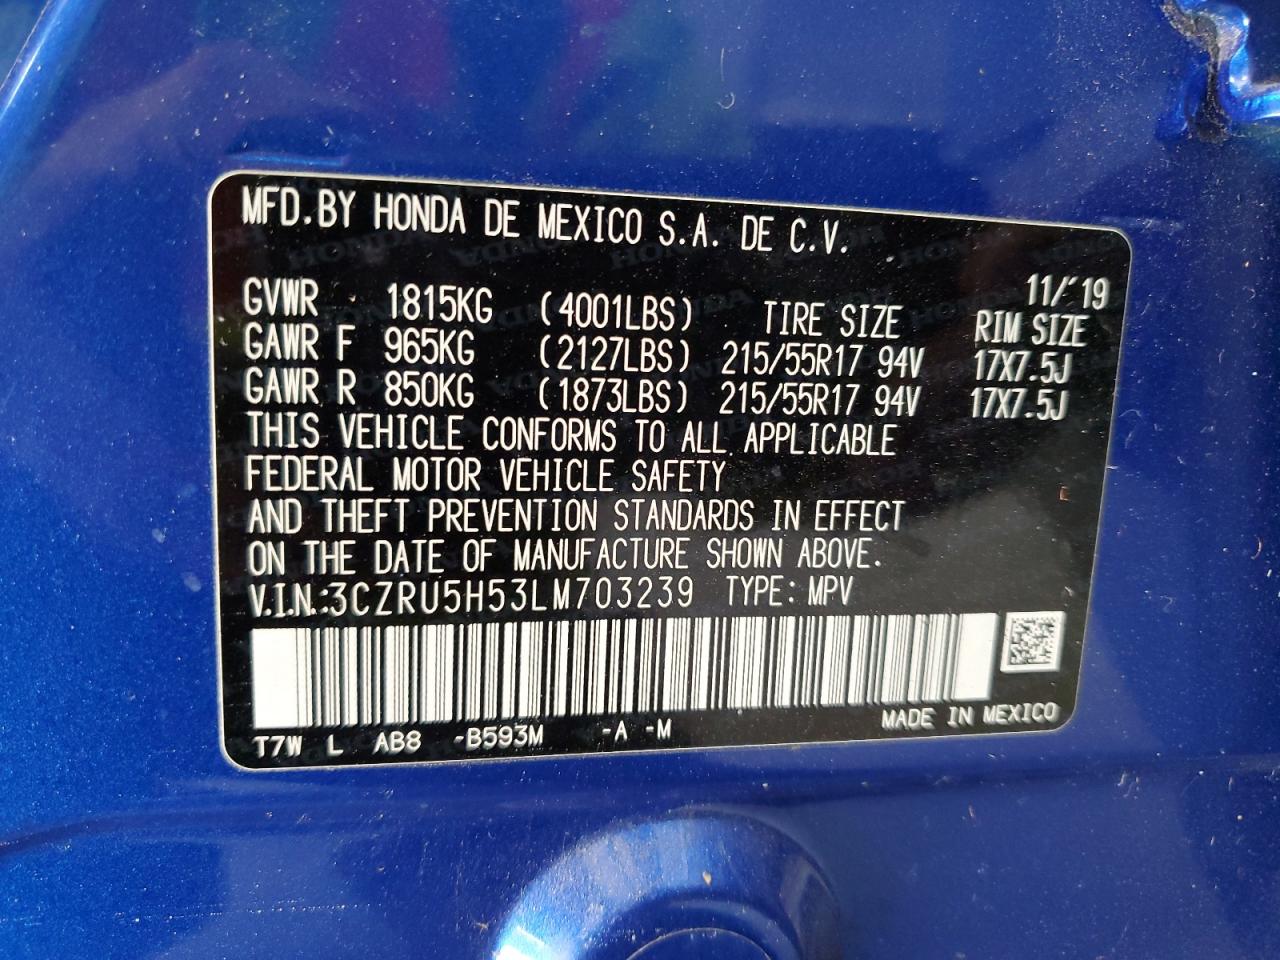 MFD.BY HONDA DE MEXICO S.A. DE C.V.
11/'19
GVWR 1815KG (4001LBS) TIRE SIZE RIM SIZE
GAWR F 965KG (2127LBS) 215/55R17 94V 17X7.5J
GAWR R 850KG (1873LBS) 215/55R17 94V 17X7.5J
THIS VEHICLE CONFORMS TO ALL APPLICABLE
FEDERAL MOTOR VEHICLE SAFETY
AND THEFT PREVENTION STANDARDS IN EFFECT
ON THE DATE OF MANUFACTURE SHOWN ABOVE.
V.I.N.:3CZRU5H53LM703239 TYPE: MPV
MADE IN MEXICO
T7W L AB8 -B593M -A -M